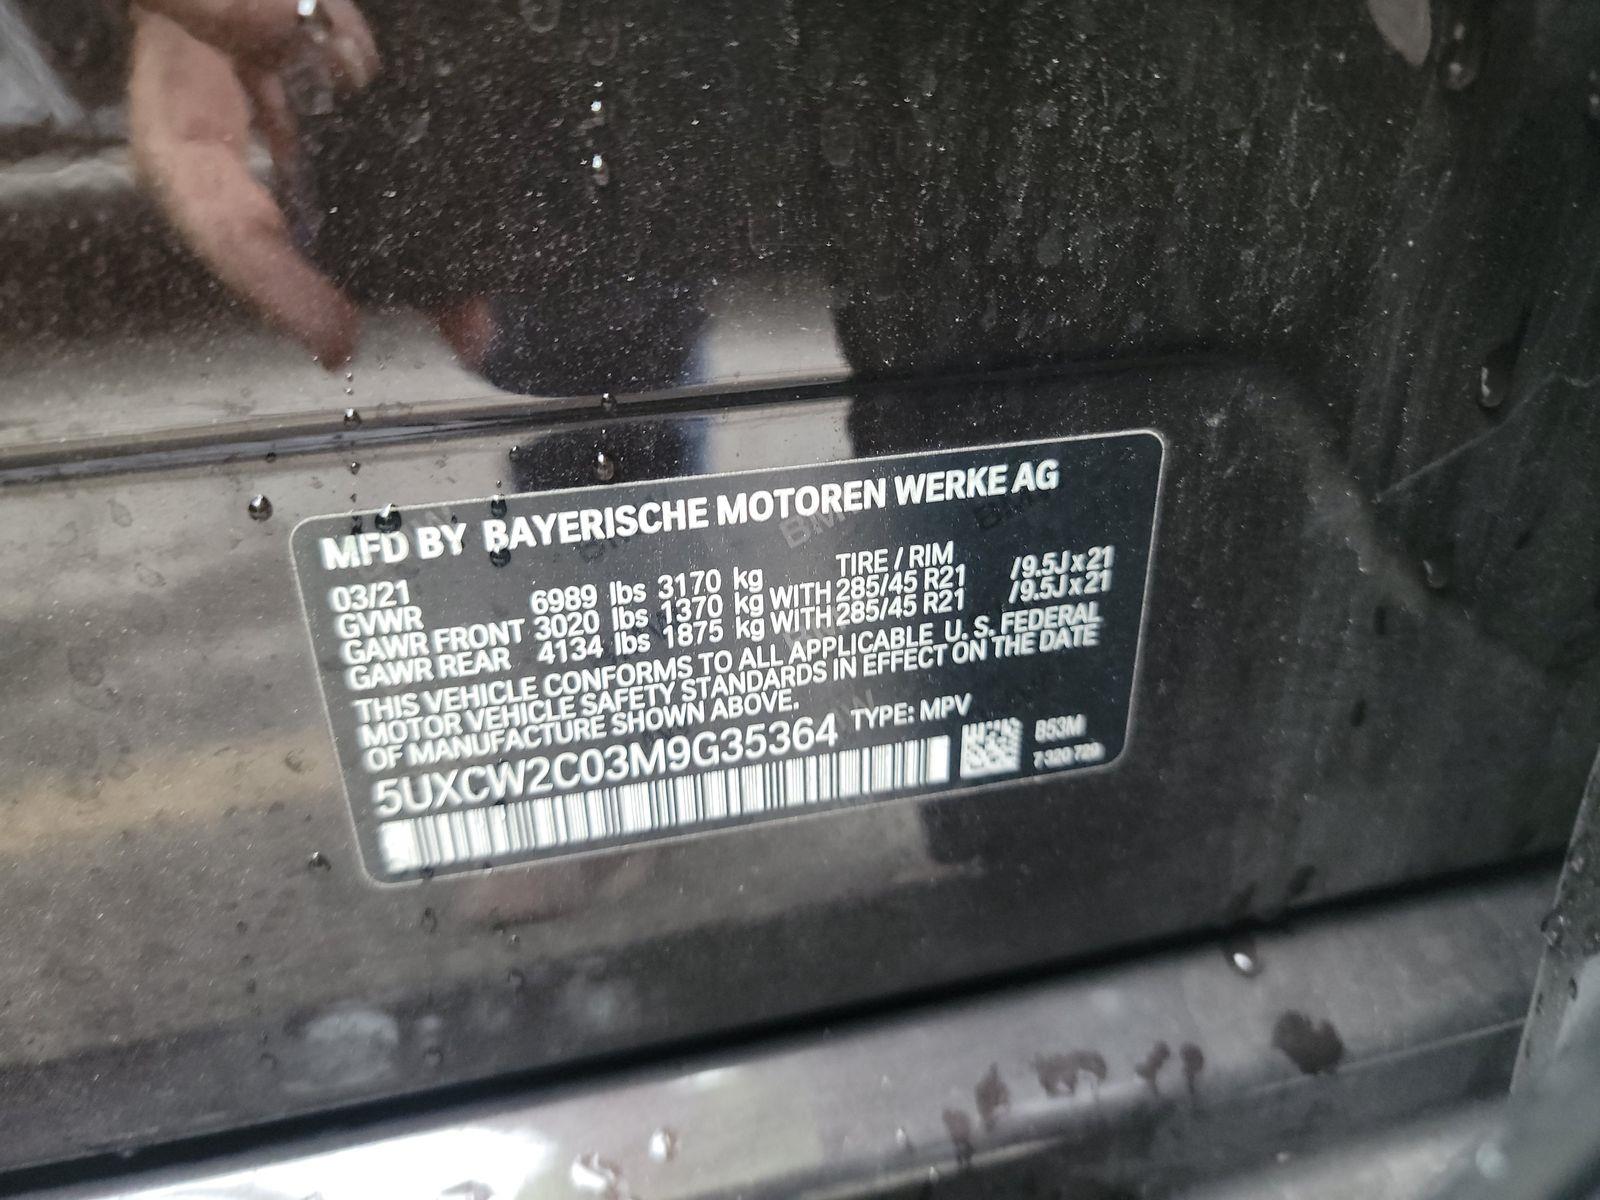 MFD BY BAYERISCHE MOTOREN WERKE AG
03/21 TIRE / RIM
GVWR 6989 lbs 3170 kg
GAWR FRONT 3020 lbs 1370 kg WITH 285/45 R21 /9.5J x 21
GAWR REAR 4134 lbs 1875 kg WITH 285/45 R21 /9.5J x 21
THIS VEHICLE CONFORMS TO ALL APPLICABLE U. S. FEDERAL
MOTOR VEHICLE SAFETY STANDARDS IN EFFECT ON THE DATE
OF MANUFACTURE SHOWN ABOVE.
5UXCW2C03M9G35364 TYPE: MPV
B53M